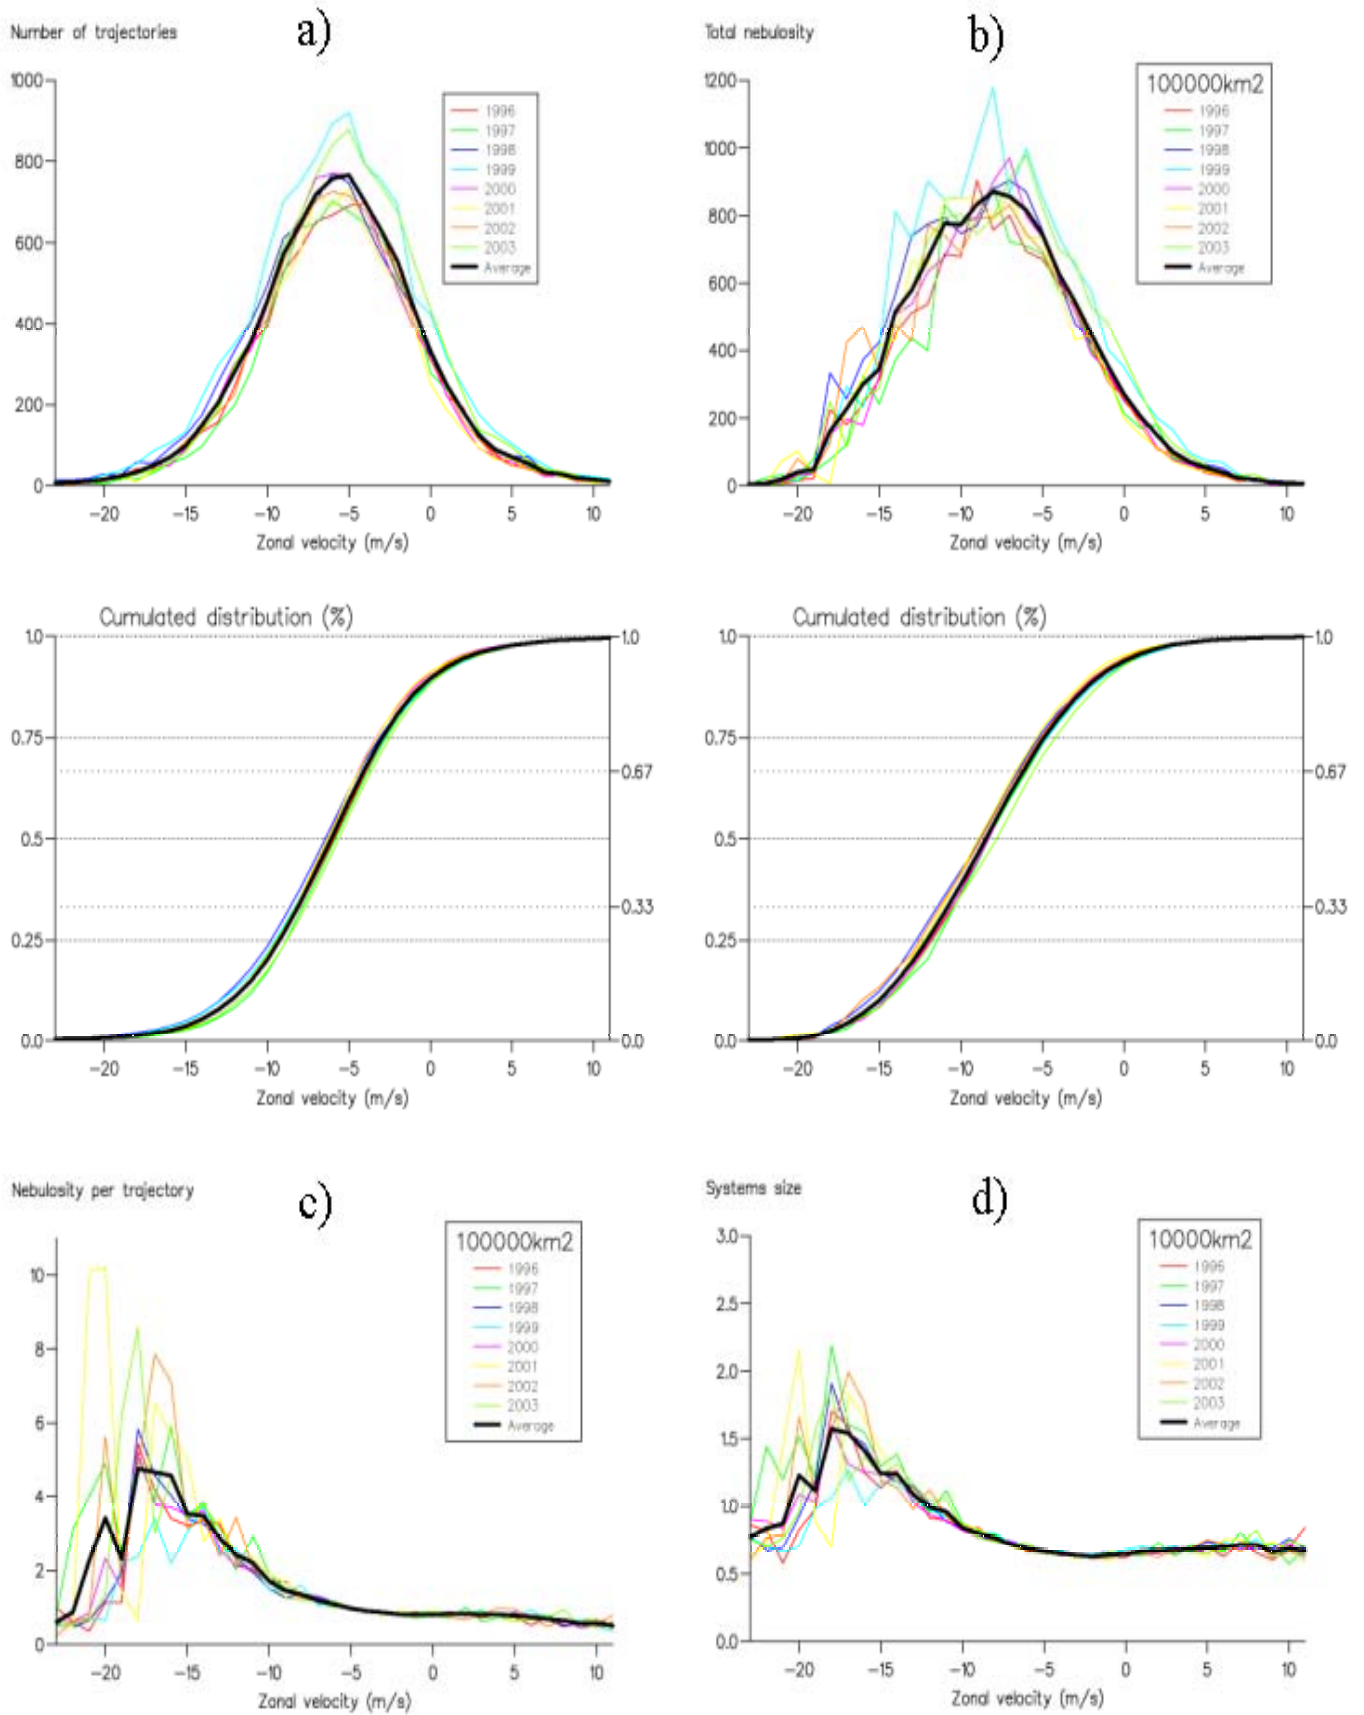 Number of trajectories
a)
1000
800
600
400
200
0
1996
1997
1998
1999
2000
2001
2002
2003
Average
−20 −15 −10 −5 0 5 10
Zonal velocity (m/s)
Total nebulosity
b)
1200
1000
800
600
400
200
0
100000km2
1996
1997
1998
1999
2000
2001
2002
2003
Average
−20 −15 −10 −5 0 5 10
Zonal velocity (m/s)
Cumulated distribution (%)
1.0
0.75
0.5
0.25
0.0
1.0
0.67
0.33
0.0
−20 −15 −10 −5 0 5 10
Zonal velocity (m/s)
Cumulated distribution (%)
1.0
0.75
0.5
0.25
0.0
1.0
0.67
0.33
0.0
−20 −15 −10 −5 0 5 10
Zonal velocity (m/s)
Nebulosity per trajectory
c)
10
8
6
4
2
0
100000km2
1996
1997
1998
1999
2000
2001
2002
2003
Average
−20 −15 −10 −5 0 5 10
Zonal velocity (m/s)
Systems size
d)
3.0
2.5
2.0
1.5
1.0
0.5
0.0
10000km2
1996
1997
1998
1999
2000
2001
2002
2003
Average
−20 −15 −10 −5 0 5 10
Zonal velocity (m/s)